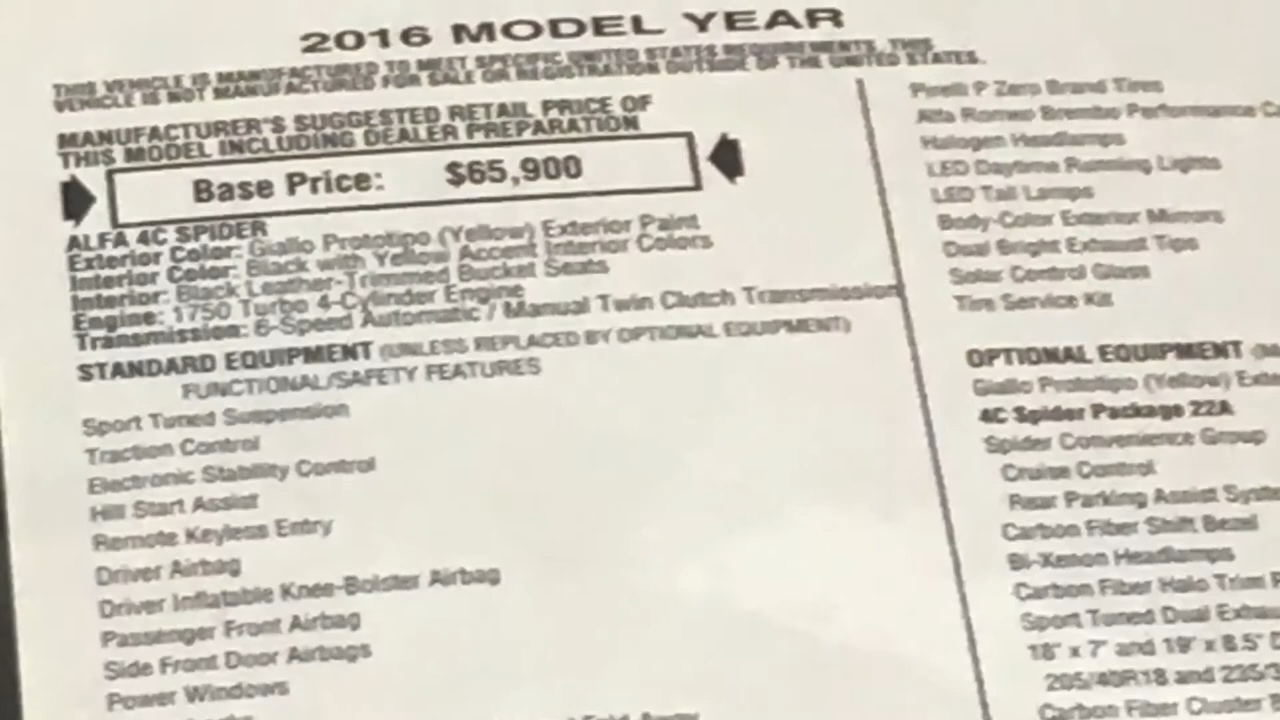 2016 MODEL YEAR
THIS VEHICLE IS MANUFACTURED TO MEET SPECIFIC UNITED STATES REQUIREMENTS. THIS
VEHICLE IS NOT MANUFACTURED FOR SALE OR REGISTRATION OUTSIDE OF THE UNITED STATES.
MANUFACTURER'S SUGGESTED RETAIL PRICE OF
THIS MODEL INCLUDING DEALER PREPARATION
Base Price: $65,900
ALFA 4C SPIDER
Exterior Color: Giallo Prototipo (Yellow) Exterior Paint
Interior Color: Black with Yellow Accent Interior Colors
Interior: Black Leather-Trimmed Bucket Seats
Engine: 1750 Turbo 4-Cylinder Engine
Transmission: 6-Speed Automatic / Manual Twin Clutch Transmission
STANDARD EQUIPMENT (UNLESS REPLACED BY OPTIONAL EQUIPMENT)
FUNCTIONAL/SAFETY FEATURES
Sport Tuned Suspension
Traction Control
Electronic Stability Control
Hill Start Assist
Remote Keyless Entry
Driver Airbag
Driver Inflatable Knee-Bolster Airbag
Passenger Front Airbag
Side Front Door Airbags
Power Windows
Pirelli P Zero Brand Tires
Alfa Romeo Brembo Performance
Halogen Headlamps
LED Daytime Running Lights
LED Tail Lamps
Body-Color Exterior Mirrors
Dual Bright Exhaust Tips
Solar Control Glass
Tire Service Kit
OPTIONAL EQUIPMENT
Giallo Prototipo (Yellow)
4C Spider Package 22A
Spider Convenience Group
Cruise Control
Rear Parking Assist
Carbon Fiber Shift Bezel
Bi-Xenon Headlamps
Carbon Fiber Halo Trim
Sport Tuned Dual
18" x 7" and 19" x 8.5"
205/40R18 and
Carbon Fiber Cluster